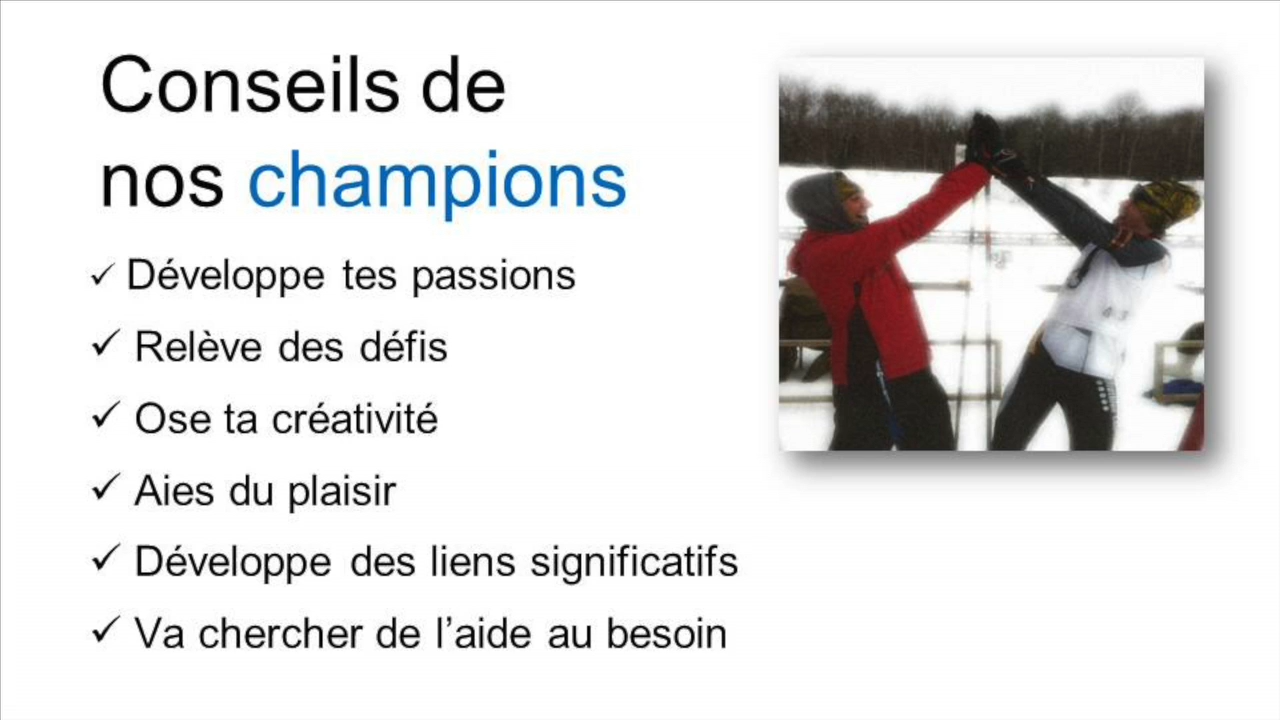 Conseils de
nos champions
✓ Développe tes passions
✓ Relève des défis
✓ Ose ta créativité
✓ Aies du plaisir
✓ Développe des liens significatifs
✓ Va chercher de l’aide au besoin